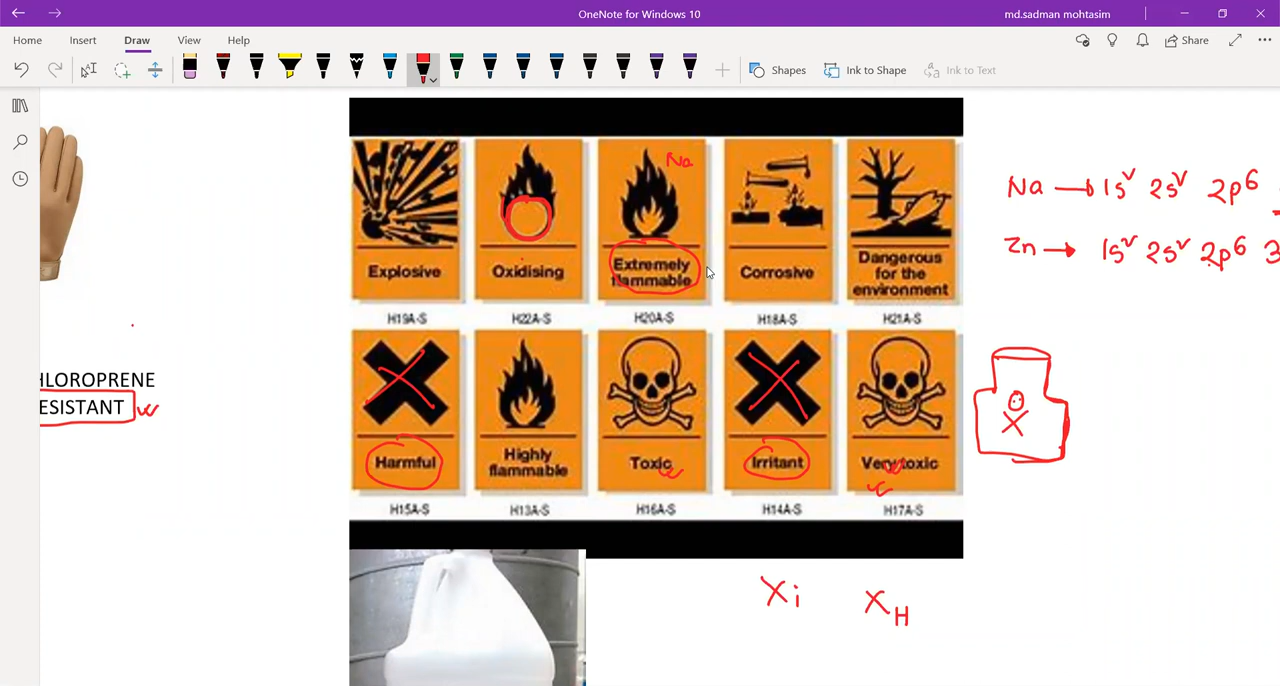 OneNote for Windows 10
md.sadman mohtasim
Home Insert Draw View Help
Share
Shapes
Ink to Shape
Ink to Text
Na
Explosive
Oxidising
Extremely
flammable
Corrosive
Dangerous
for the
environment
H19A-S H22A-S H20A-S H18A-S H21A-S
Harmful
Highly
flammable
Toxic
Irritant
Very toxic
H15A-S H13A-S H16A-S H14A-S H17A-S
HLOROPRENE
ESISTANT
Na → 1s² 2s² 2p⁶
Zn → 1s² 2s² 2p⁶ 3
X
Xi XH